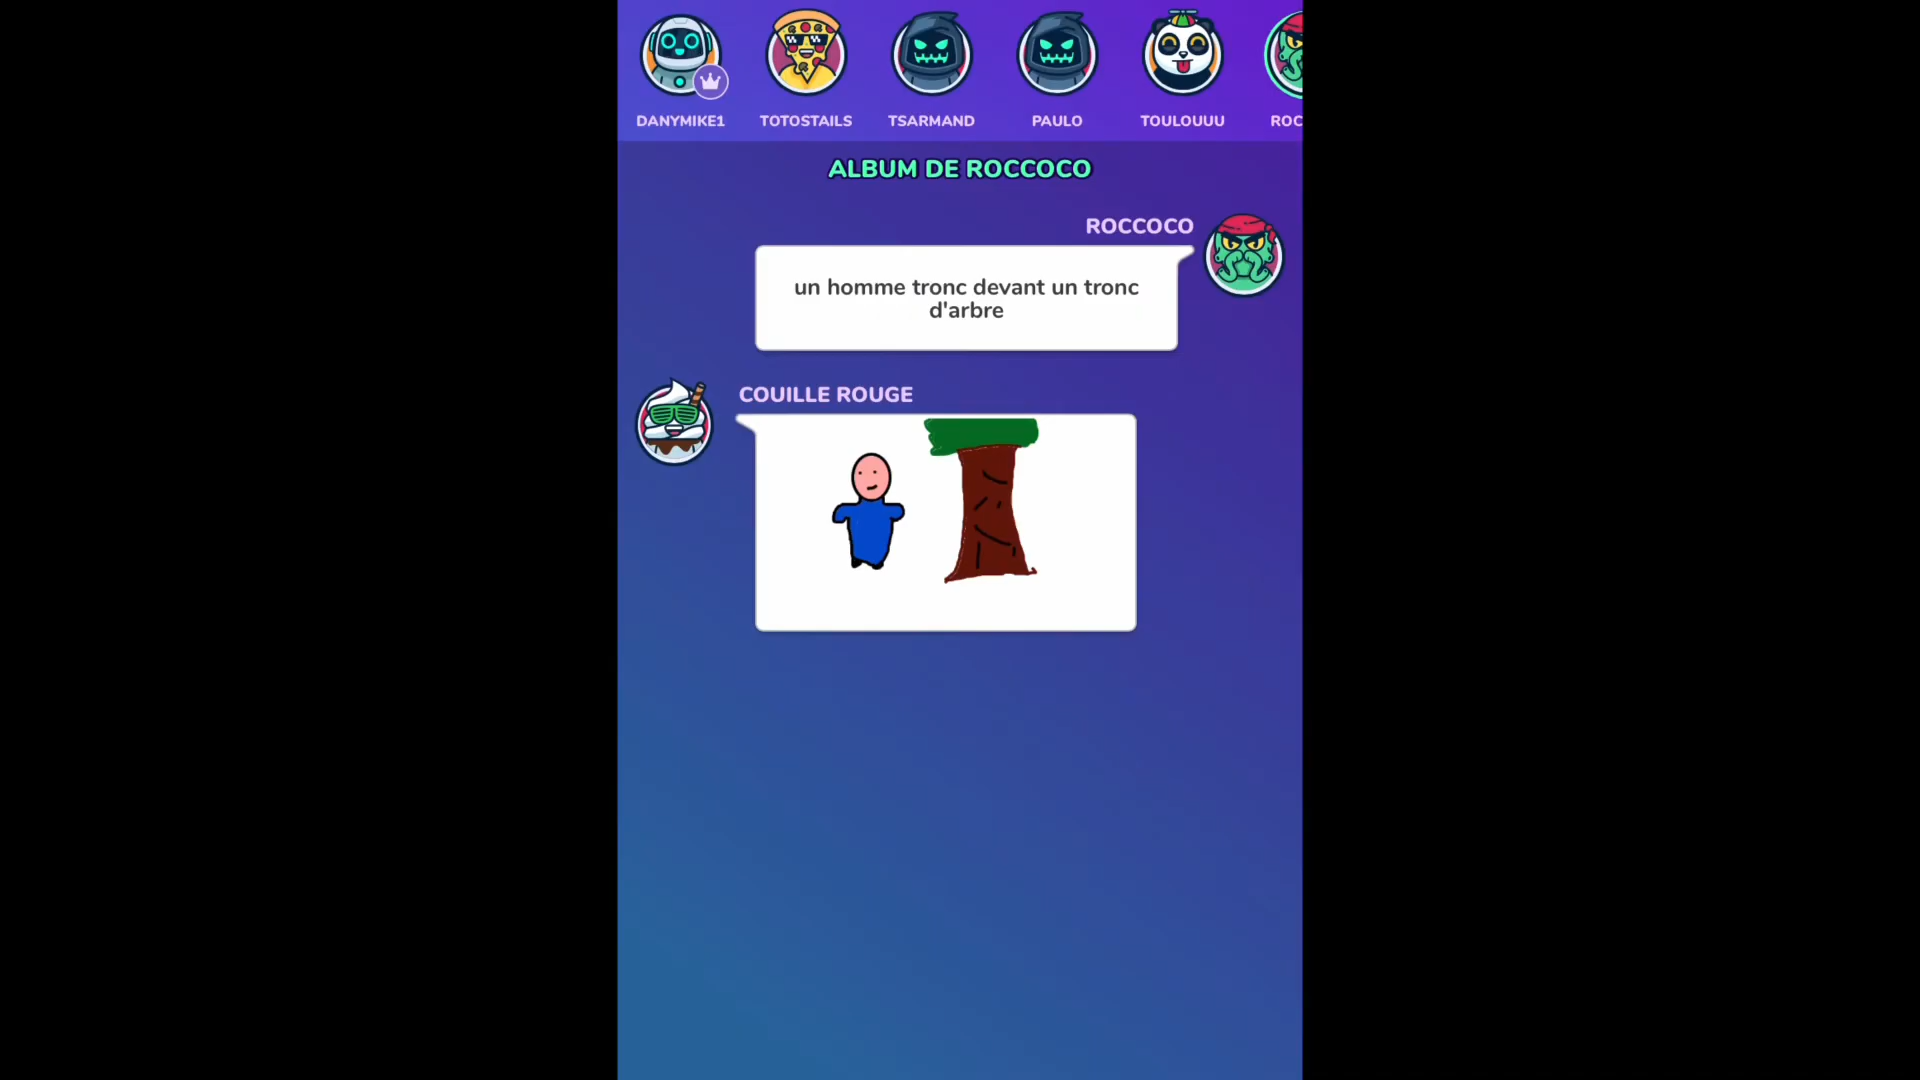 DANYMIKE1
TOTOSTAILS
TSARMAND
PAULO
TOULOUUU
ROC
ALBUM DE ROCCOCO
ROCCOCO
un homme tronc devant un tronc
d'arbre
COUILLE ROUGE